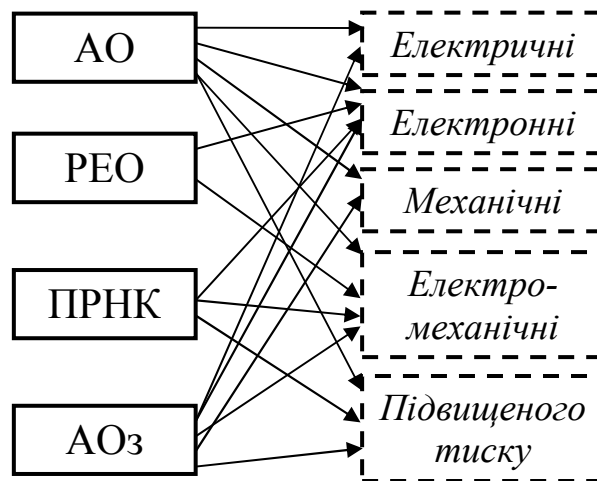 АО
РЕО
ПРНК
АОз
Електричні
Електронні
Механічні
Електро-
механічні
Підвищеного
тиску